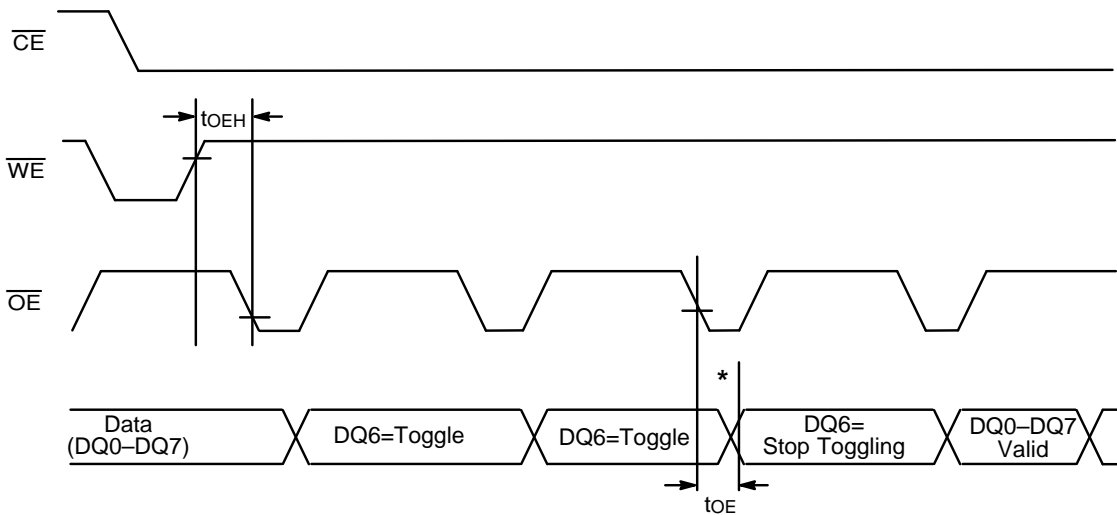 CE
tOEH
WE
OE
*
Data
(DQ0–DQ7)
DQ6=Toggle
DQ6=Toggle
DQ6=
Stop Toggling
DQ0–DQ7
Valid
tOE